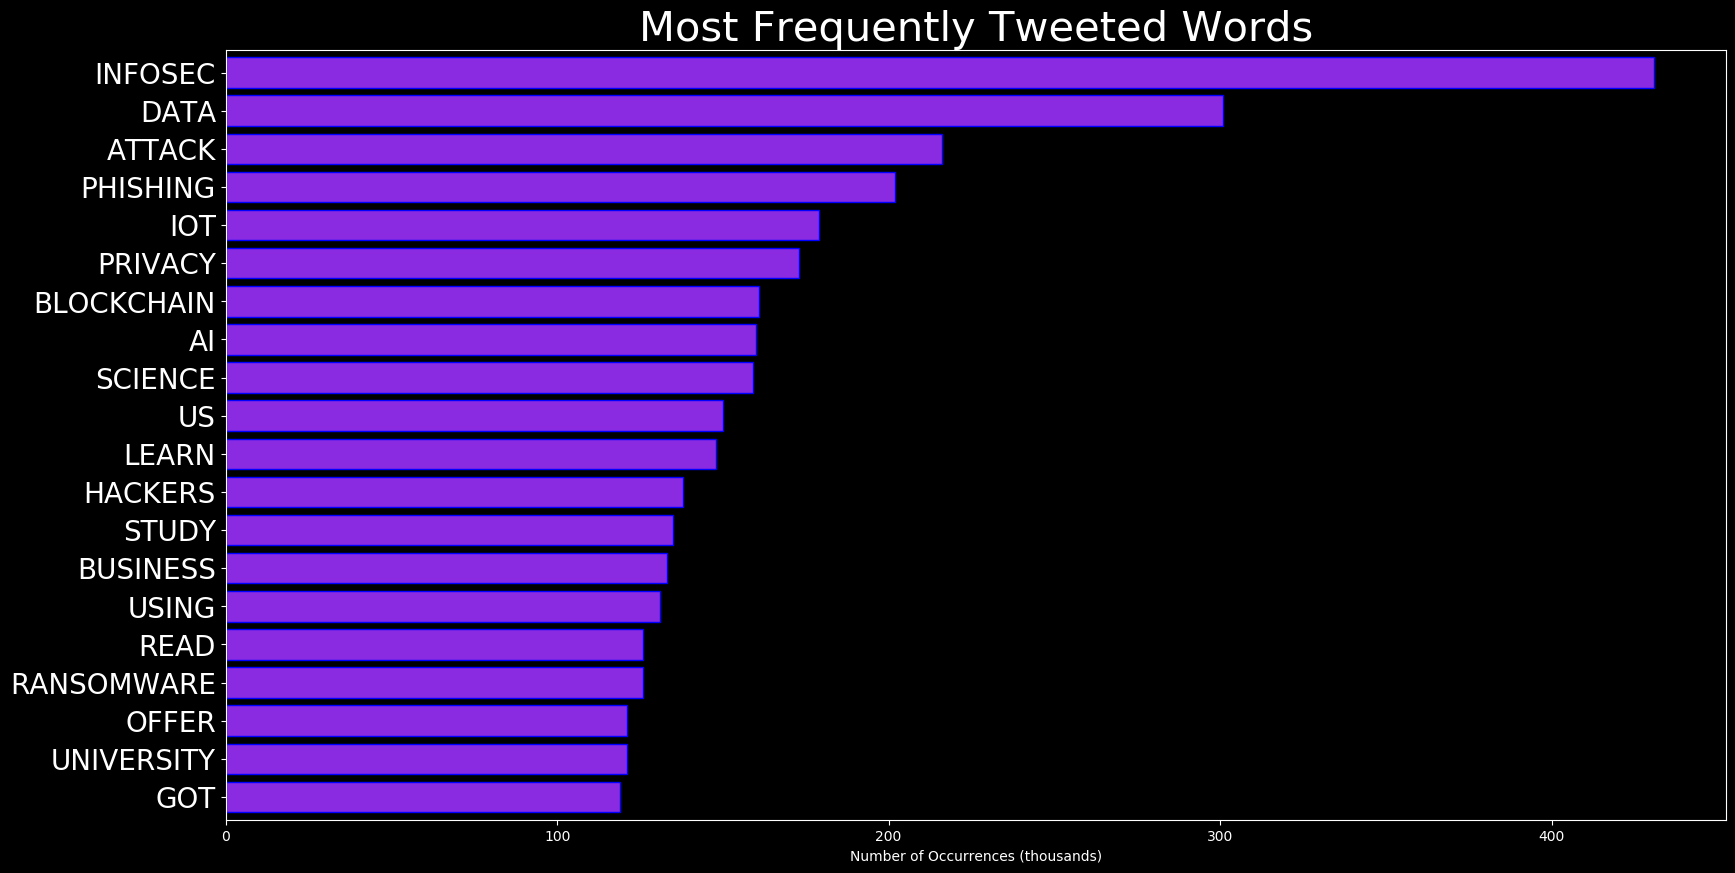 Most Frequently Tweeted Words
INFOSEC
DATA
ATTACK
PHISHING
IOT
PRIVACY
BLOCKCHAIN
AI
SCIENCE
US
LEARN
HACKERS
STUDY
BUSINESS
USING
READ
RANSOMWARE
OFFER
UNIVERSITY
GOT
0 100 200 300 400
Number of Occurrences (thousands)